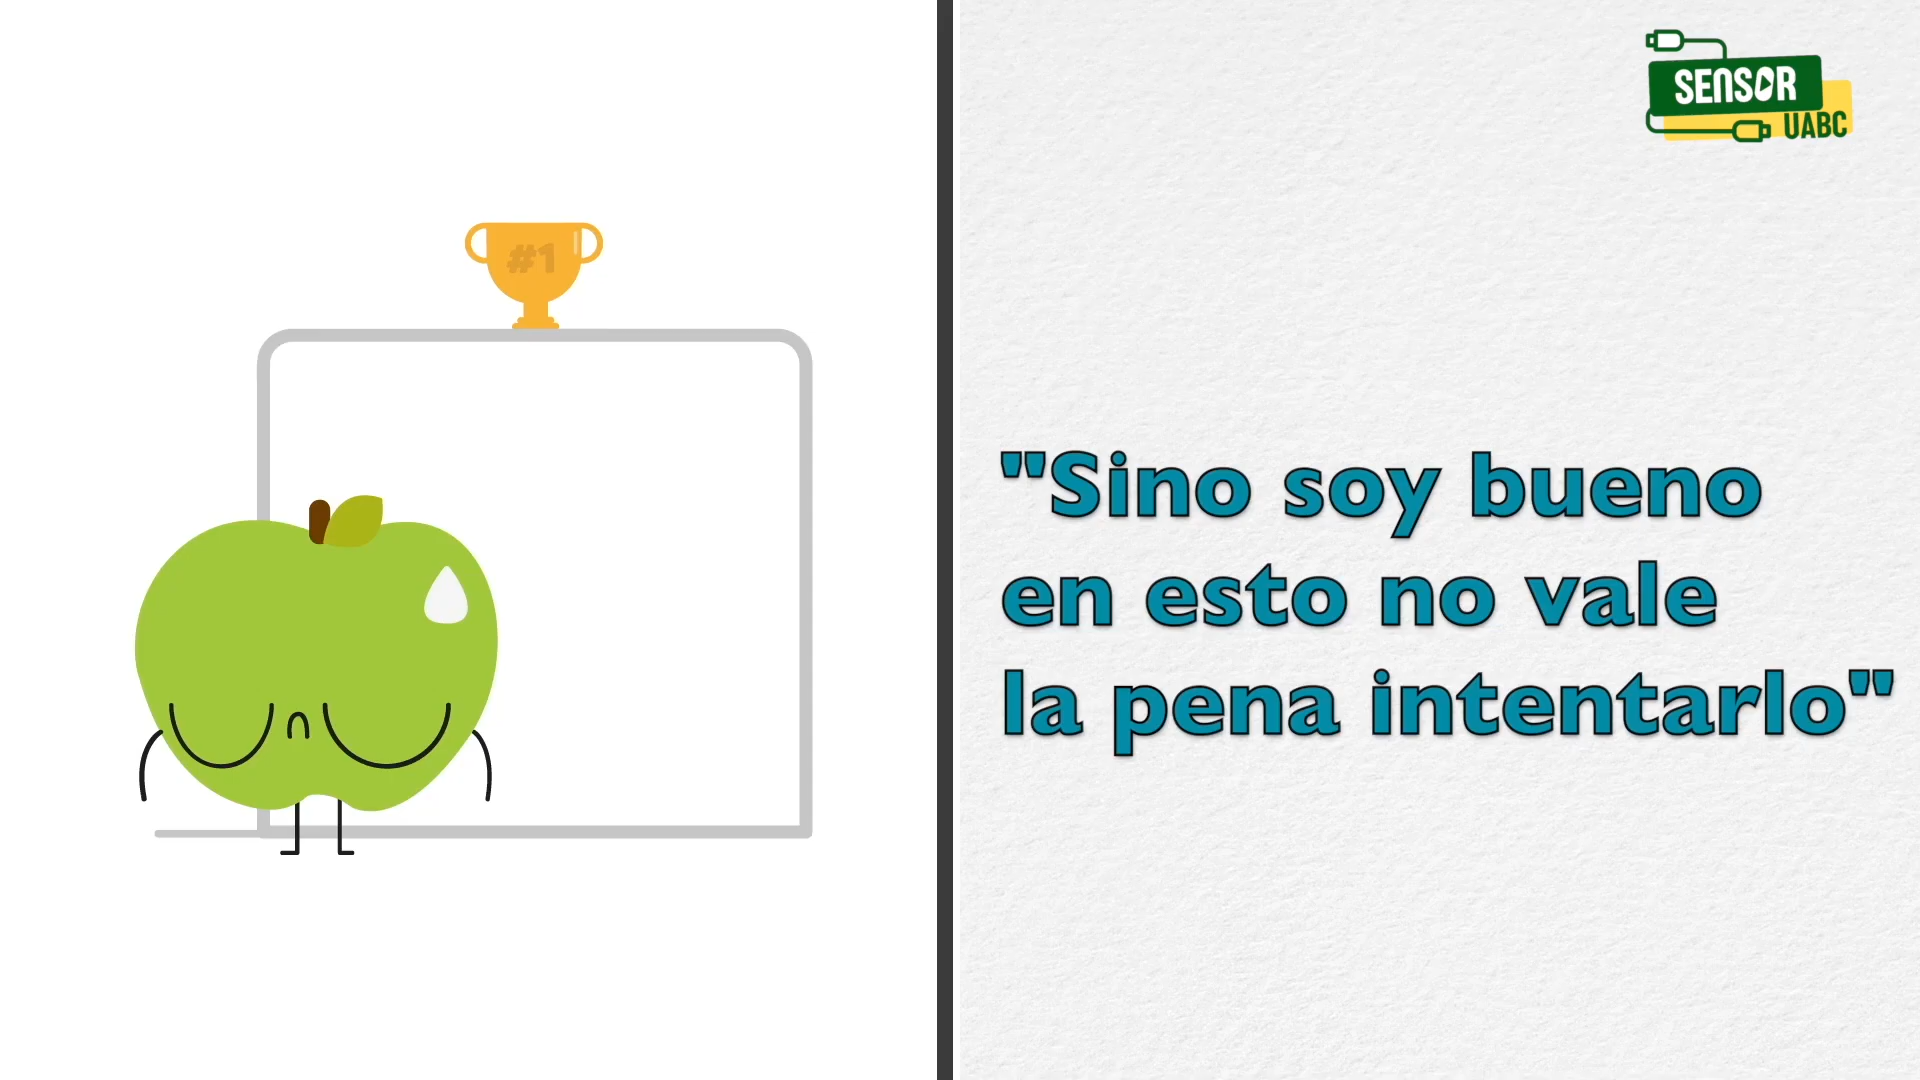 #1
SENSOR
UABC
"Sino soy bueno
en esto no vale
la pena intentarlo"